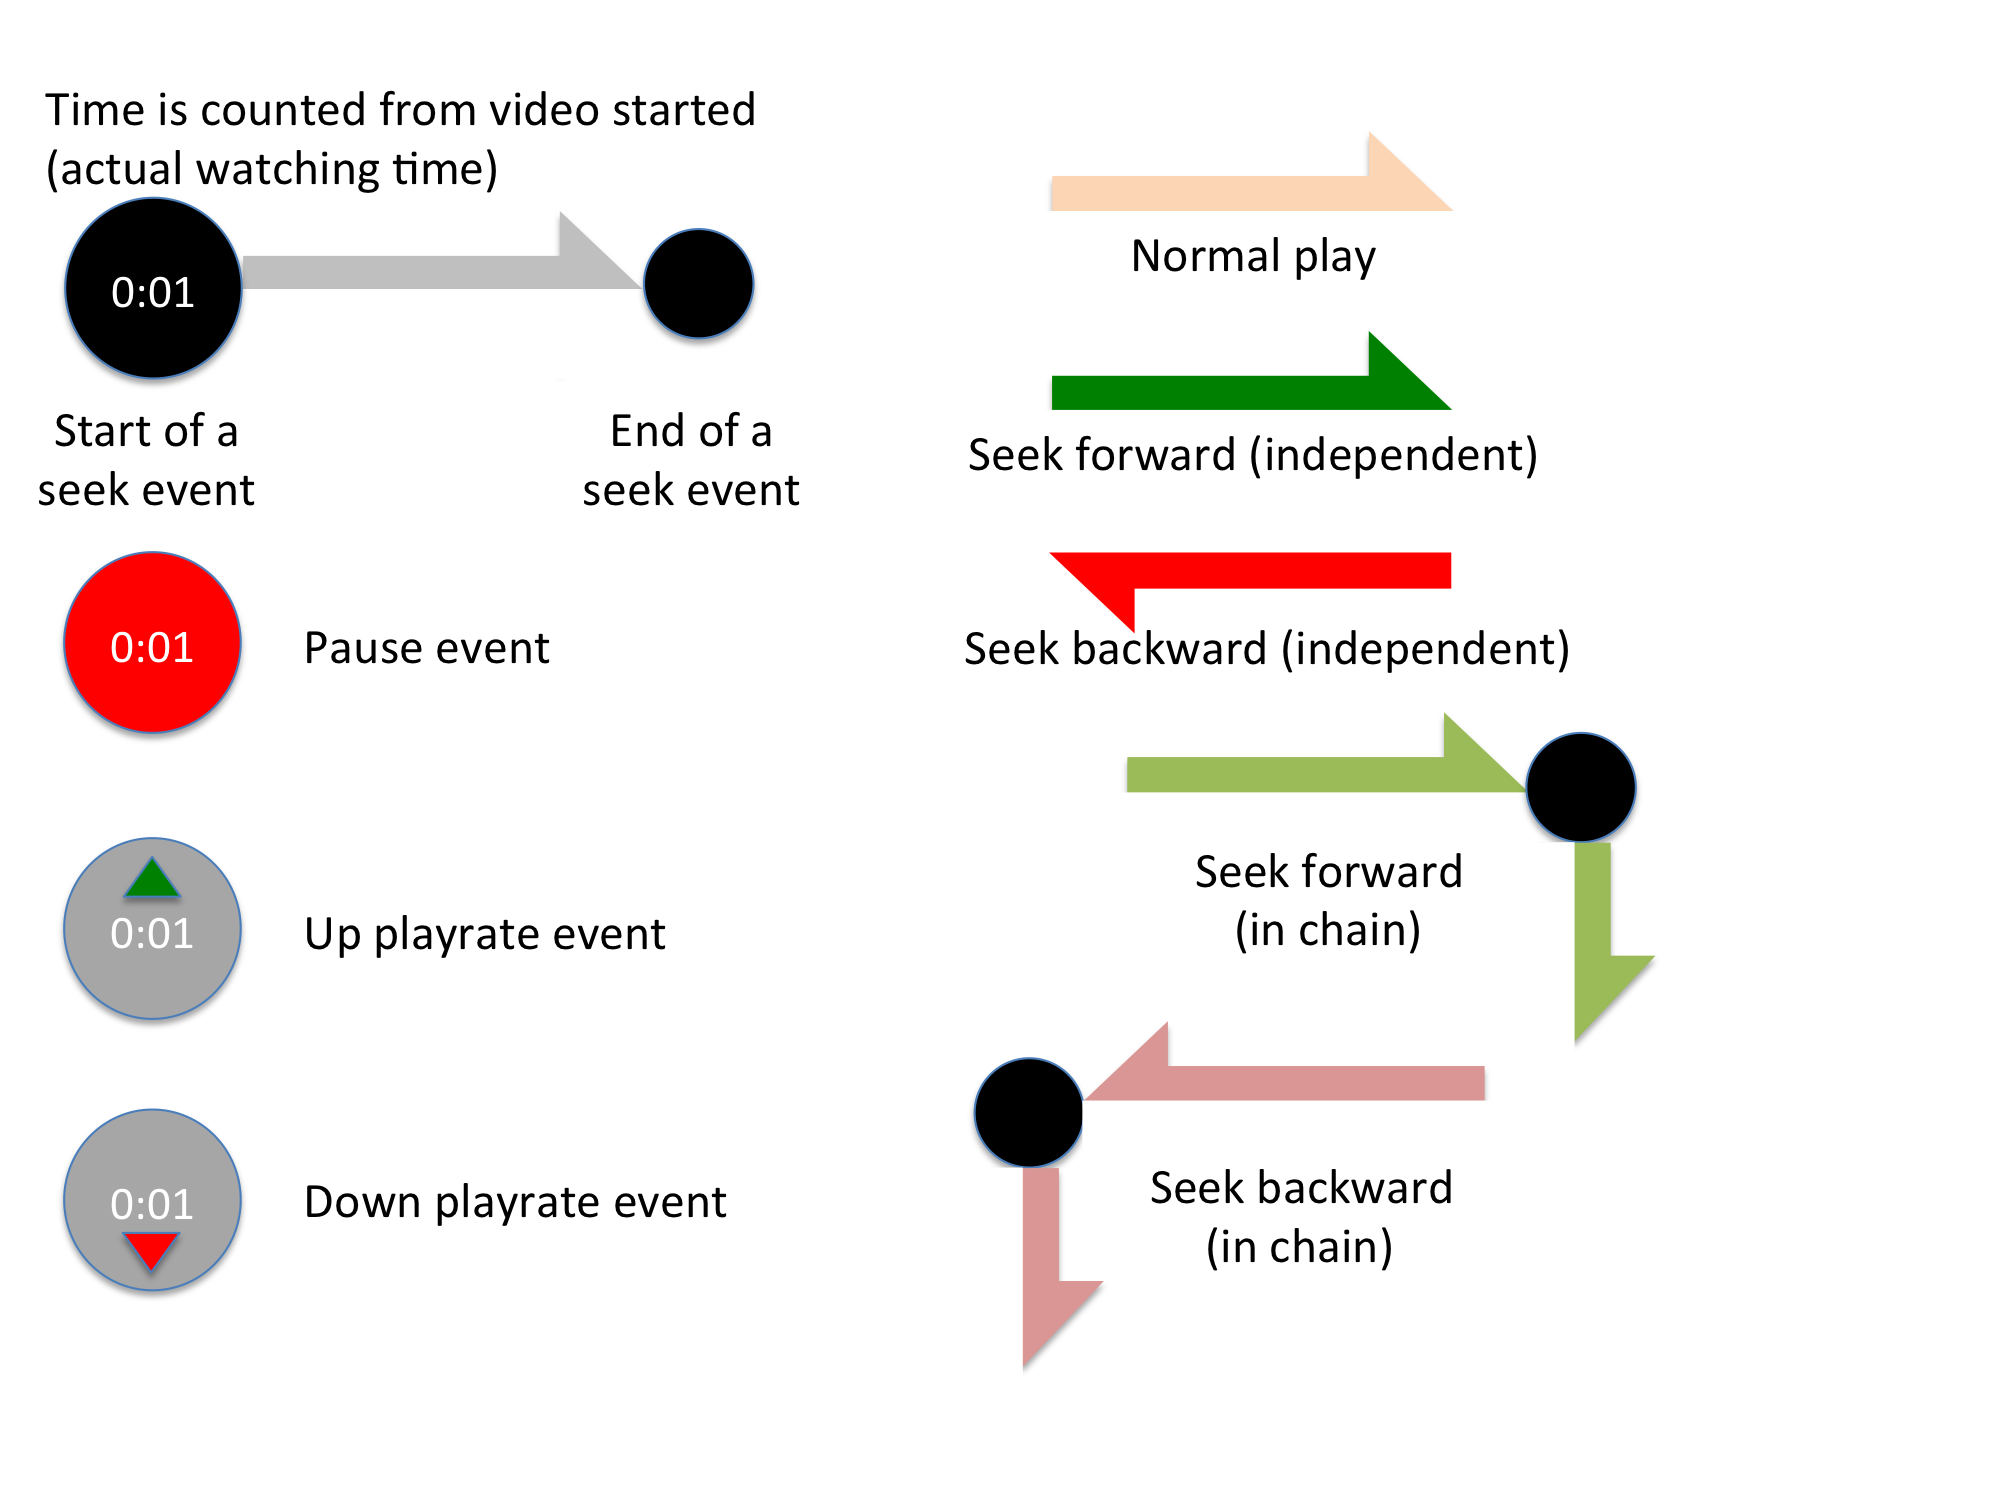 Time is counted from video started
(actual watching time)
0:01
Start of a
seek event
End of a
seek event
0:01
Pause event
0:01
Up playrate event
0:01
Down playrate event
Normal play
Seek forward (independent)
Seek backward (independent)
Seek forward
(in chain)
Seek backward
(in chain)